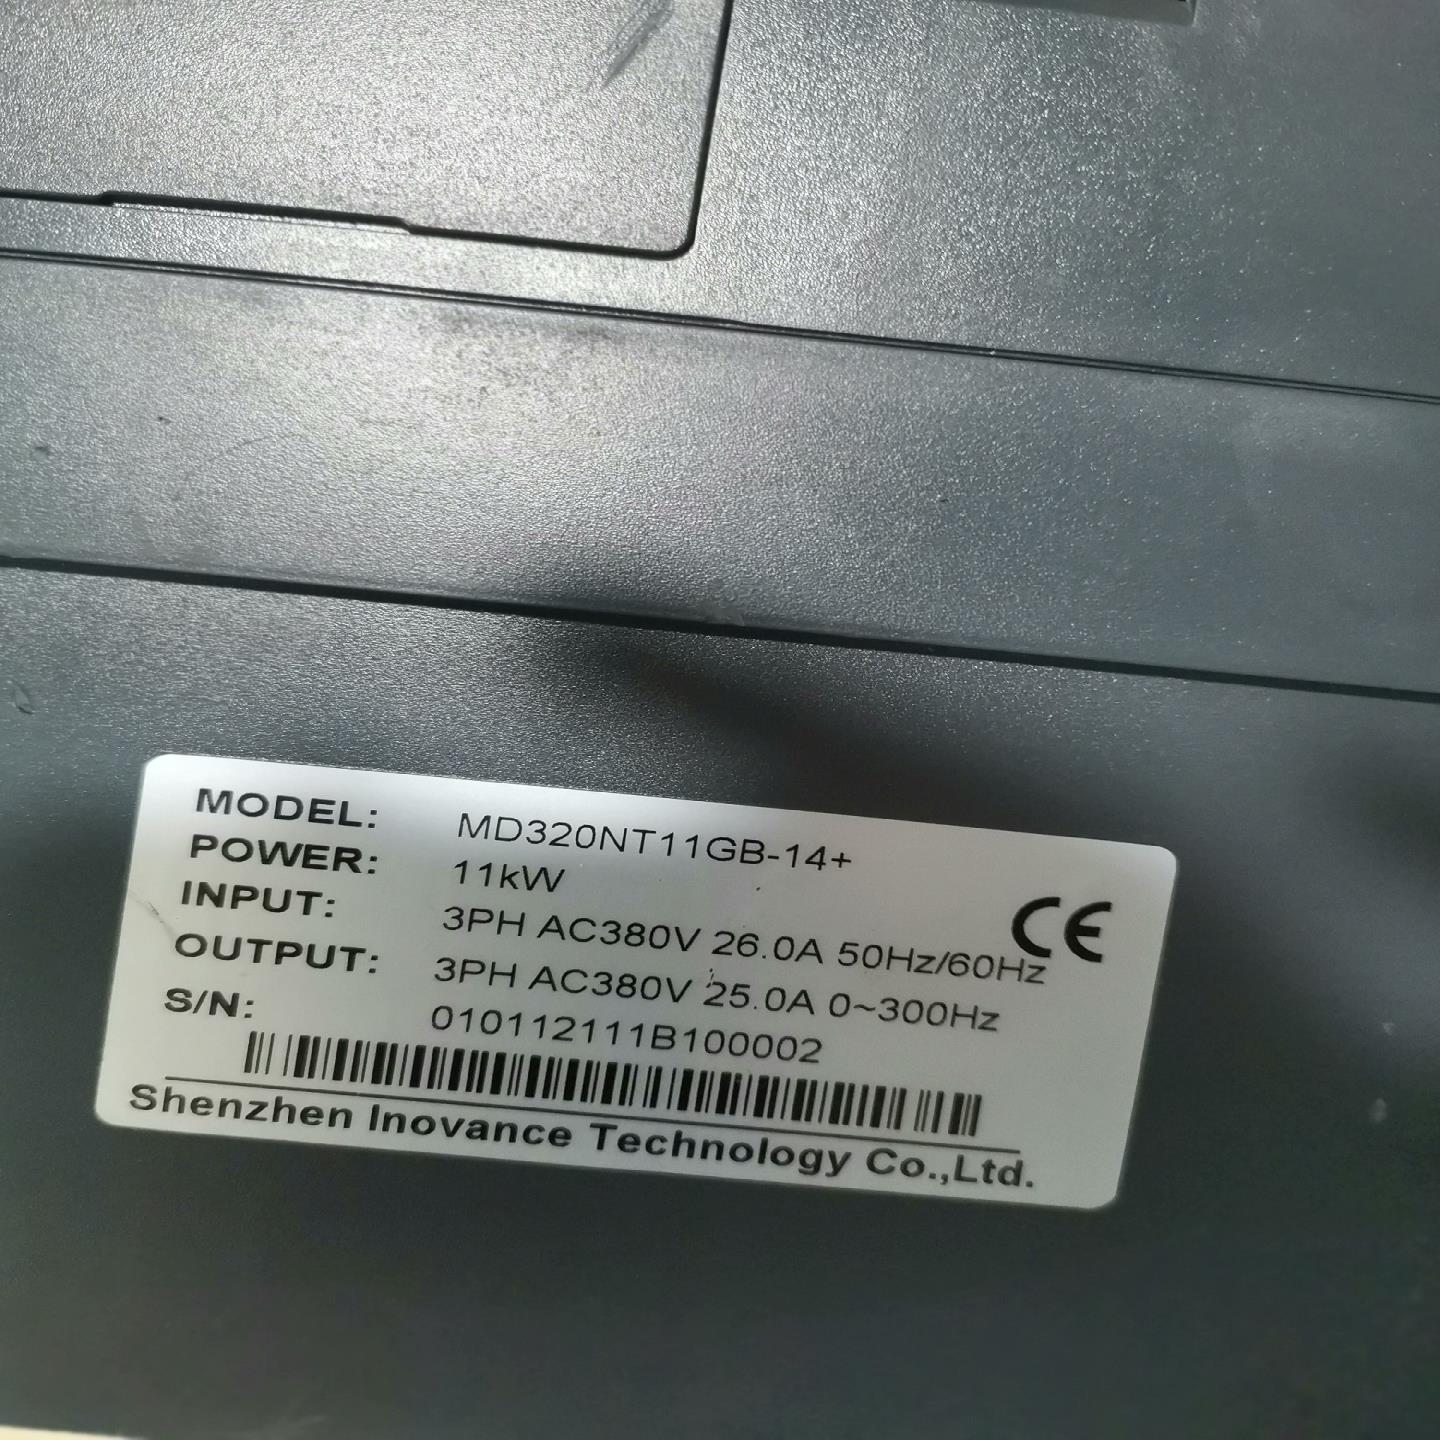 MODEL: MD320NT11GB-14+
POWER: 11kW
INPUT: 3PH AC380V 26.0A 50Hz/60Hz
OUTPUT: 3PH AC380V 25.0A 0~300Hz
S/N: 010112111B100002
CE
Shenzhen Inovance Technology Co.,Ltd.